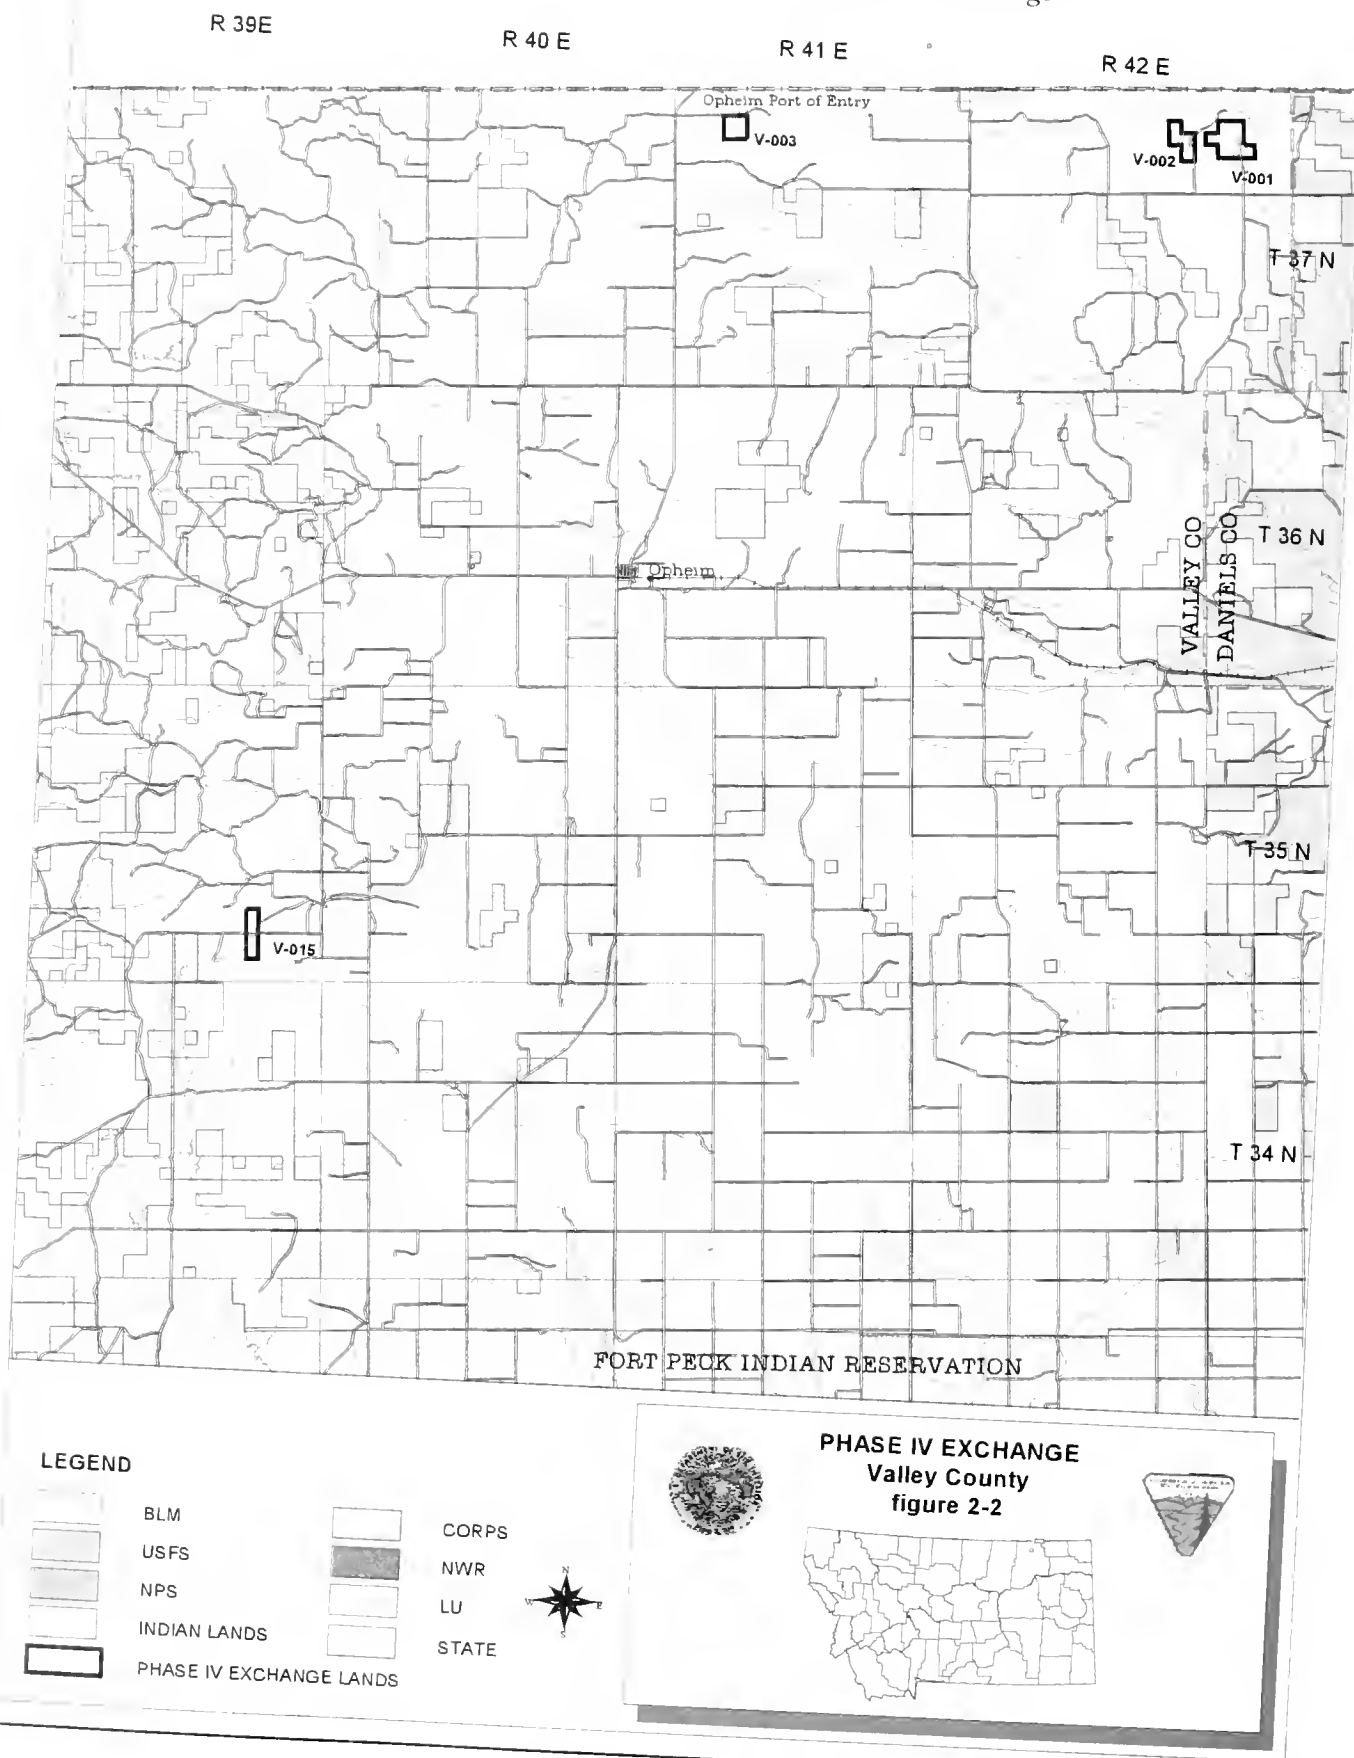 R 39E
R 40 E
R 41 E
R 42 E
Opheim Port of Entry
V-003
V-002
V-001
T 37 N
VALLEY CO
DANIELS CO
T 36 N
Opheim
T 35 N
V-015
T 34 N
FORT PECK INDIAN RESERVATION
LEGEND
BLM
USFS
NPS
INDIAN LANDS
PHASE IV EXCHANGE LANDS
CORPS
NWR
LU
STATE
N
W
E
S
PHASE IV EXCHANGE
Valley County
figure 2-2